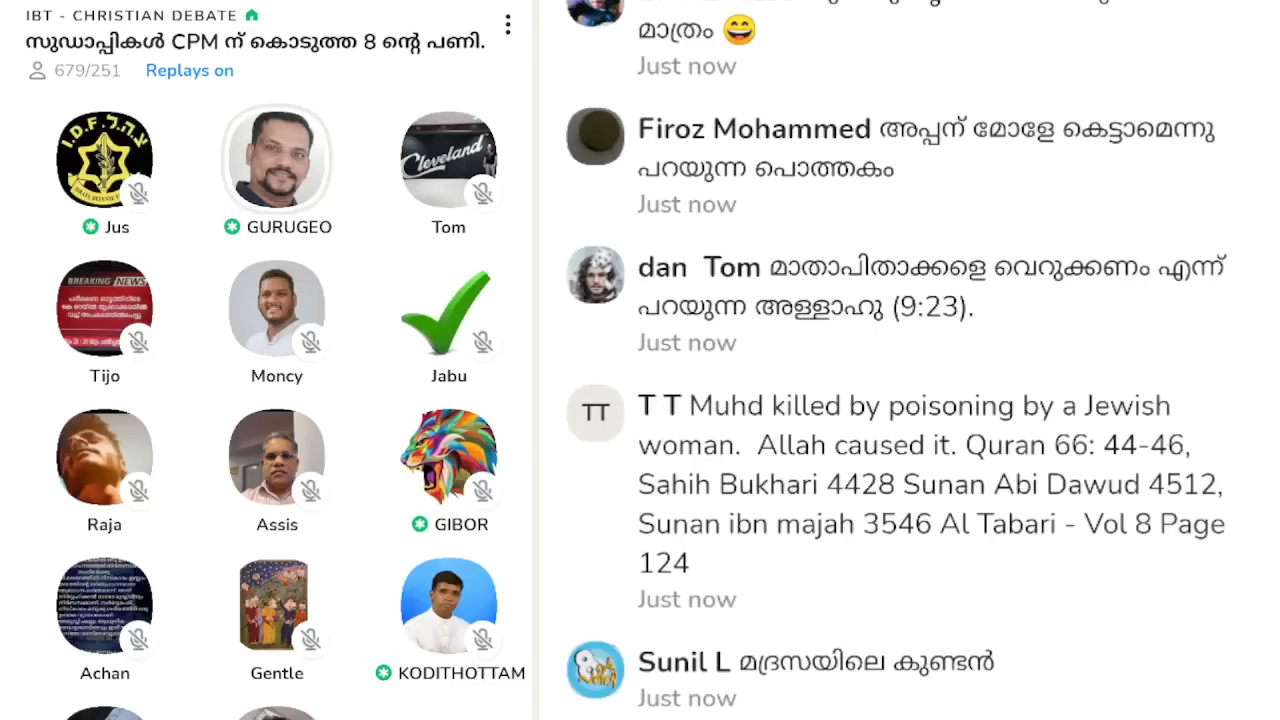 IBT - CHRISTIAN DEBATE
സുഡാപ്പികൾ CPM ന് കൊടുത്ത 8 ന്റെ പണി.
679/251 Replays on
I.D.F. צ.ה.ל.
Cleveland
Jus
GURUGEO
Tom
BREAKING NEWS
Tijo
Moncy
Jabu
Raja
Assis
GIBOR
Achan
Gentle
KODITHOTTAM
മാത്രം 😄
Just now
Firoz Mohammed അപ്പന് മോളേ കെട്ടാമെന്നു
പറയുന്ന പൊത്തകം
Just now
dan Tom മാതാപിതാക്കളെ വെറുക്കണം എന്ന്
പറയുന്ന അള്ളാഹു (9:23).
Just now
TT
T T Muhd killed by poisoning by a Jewish
woman. Allah caused it. Quran 66: 44-46,
Sahih Bukhari 4428 Sunan Abi Dawud 4512,
Sunan ibn majah 3546 Al Tabari - Vol 8 Page
124
Just now
Sunil L മദ്രസയിലെ കുണ്ടൻ
Just now